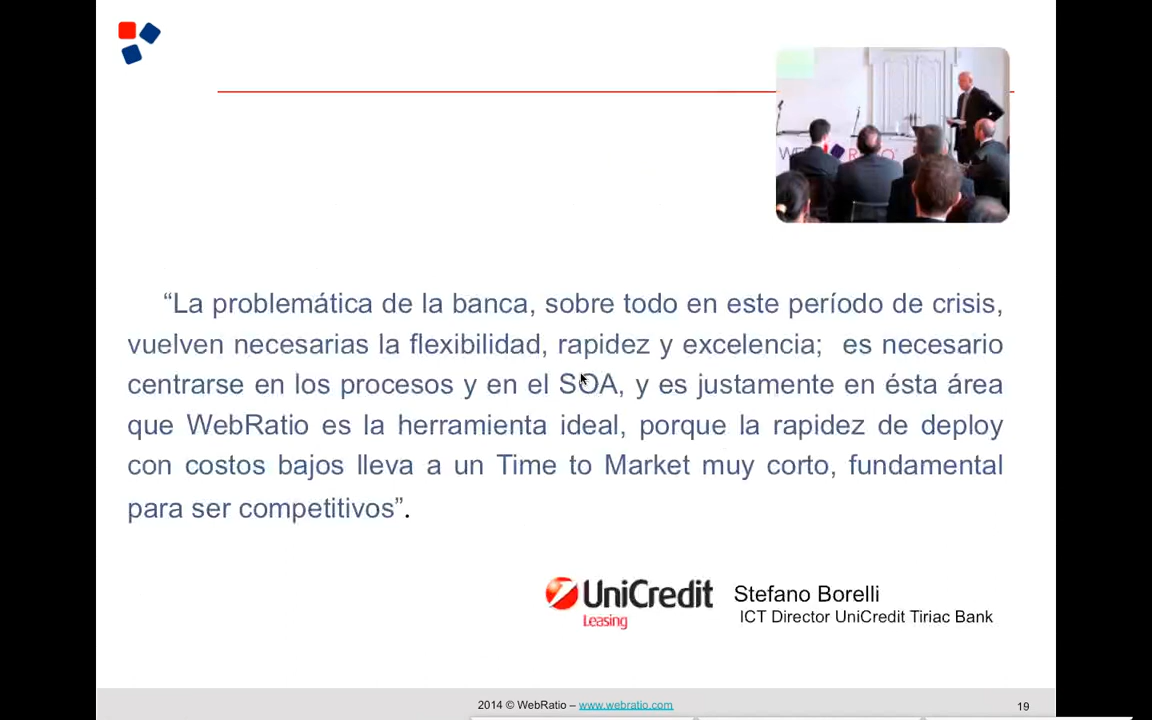 “La problemática de la banca, sobre todo en este período de crisis,
vuelven necesarias la flexibilidad, rapidez y excelencia; es necesario
centrarse en los procesos y en el SOA, y es justamente en ésta área
que WebRatio es la herramienta ideal, porque la rapidez de deploy
con costos bajos lleva a un Time to Market muy corto, fundamental
para ser competitivos”.
UniCredit
Leasing
Stefano Borelli
ICT Director UniCredit Tiriac Bank
2014 © WebRatio – www.webratio.com
19